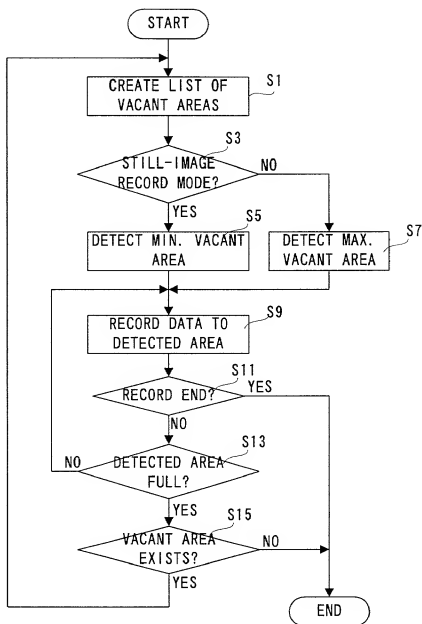 START
S1
CREATE LIST OF
VACANT AREAS
S3
STILL-IMAGE
RECORD MODE?
NO
YES
S5
DETECT MIN. VACANT
AREA
S7
DETECT MAX.
VACANT AREA
S9
RECORD DATA TO
DETECTED AREA
S11
RECORD END?
YES
NO
S13
DETECTED AREA
FULL?
NO
YES
S15
VACANT AREA
EXISTS?
NO
YES
END